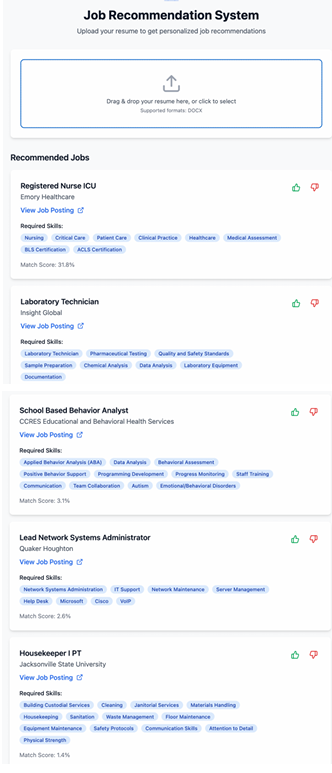 Job Recommendation System
Upload your resume to get personalized job recommendations
Drag & drop your resume here, or click to select
Supported formats: DOCX
Recommended Jobs
Registered Nurse ICU
Emory Healthcare
View Job Posting
Required Skills:
Nursing Critical Care Patient Care Clinical Practice Healthcare Medical Assessment
BLS Certification ACLS Certification
Match Score: 31.8%
Laboratory Technician
Insight Global
View Job Posting
Required Skills:
Laboratory Technician Pharmaceutical Testing Quality and Safety Standards
Sample Preparation Chemical Analysis Data Analysis Laboratory Equipment
Documentation
School Based Behavior Analyst
CCRES Educational and Behavioral Health Services
View Job Posting
Required Skills:
Applied Behavior Analysis (ABA) Data Analysis Behavioral Assessment
Positive Behavior Support Programming Development Progress Monitoring Staff Training
Communication Team Collaboration Autism Emotional/Behavioral Disorders
Match Score: 3.1%
Lead Network Systems Administrator
Quaker Houghton
View Job Posting
Required Skills:
Network Systems Administration IT Support Network Maintenance Server Management
Help Desk Microsoft Cisco VoIP
Match Score: 2.6%
Housekeeper I PT
Jacksonville State University
View Job Posting
Required Skills:
Building Custodial Services Cleaning Janitorial Services Materials Handling
Housekeeping Sanitation Waste Management Floor Maintenance
Equipment Maintenance Safety Protocols Communication Skills Attention to Detail
Physical Strength
Match Score: 1.4%